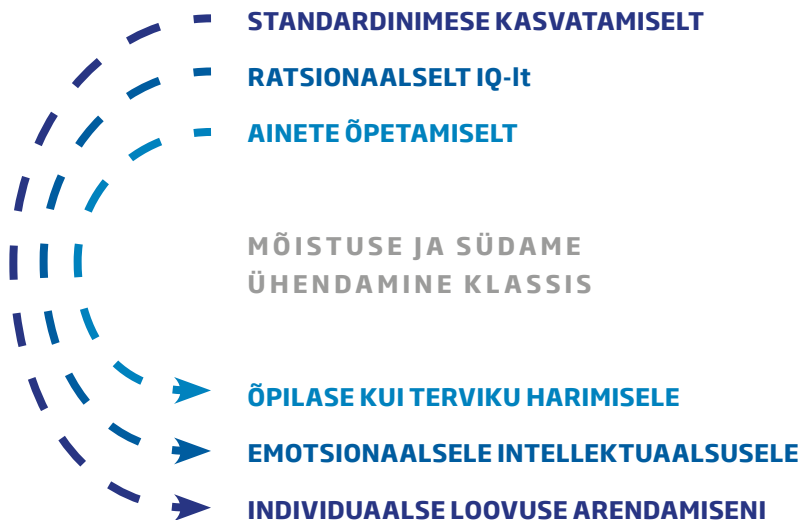 STANDARDINIMESE KASVATAMISELT
RATSIONAALSELT IQ-lt
AINETE ÕPETAMISELT
MÕISTUSE JA SÜDAME
ÜHENDAMINE KLASSIS
ÕPILASE KUI TERVIKU HARIMISELE
EMOTSIONAALSELE INTELLEKTUAALSUSELE
INDIVIDUAALSE LOOVUSE ARENDAMISENI